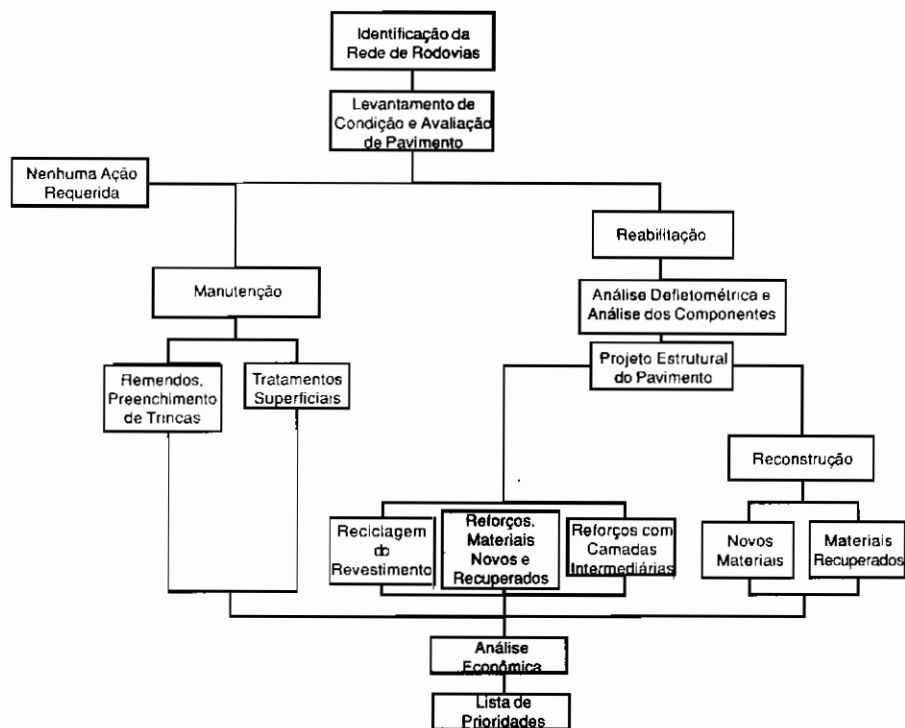 Identificação da
Rede de Rodovias
Levantamento de
Condição e Avaliação
de Pavimento
Nenhuma Ação
Requerida
Reabilitação
Manutenção
Análise Defletométrica e
Análise dos Componentes
Projeto Estrutural
do Pavimento
Remendos,
Preenchimento
de Trincas
Tratamentos
Superficiais
Reconstrução
Reciclagem
do
Revestimento
Reforços,
Materiais
Novos e
Recuperados
Reforços com
Camadas
Intermediárias
Novos
Materiais
Materiais
Recuperados
Análise
Econômica
Lista de
Prioridades